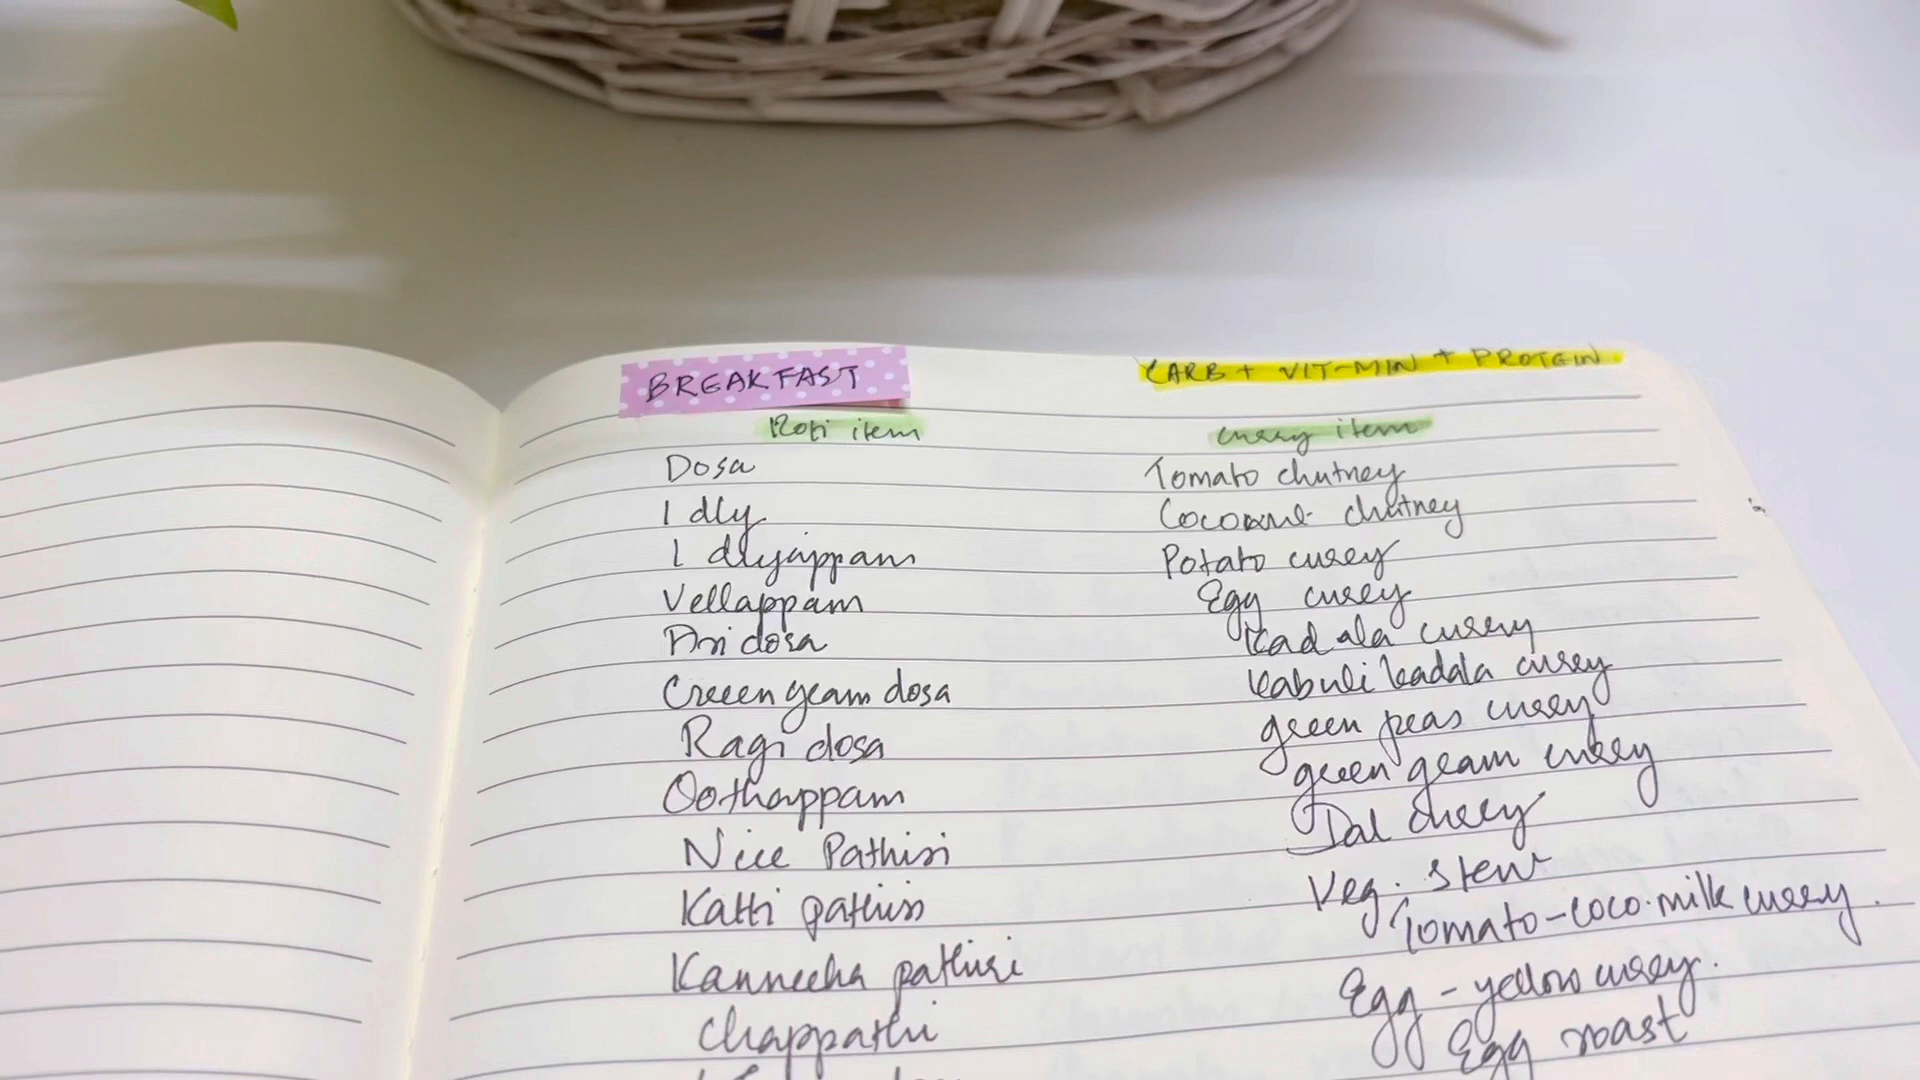 BREAKFAST
CARB + VIT-MIN + PROTEIN
Roti item
curry item
Dosa
Tomato chutney
Idly
Coconut chutney
Idlyappam
Potato curry
Vellappam
Egg curry
Ari dosa
Kadala curry
Green gram dosa
Kabuli kadala curry
Ragi dosa
green peas curry
Oothappam
green gram curry
Nice Pathiri
Dal curry
Katti pathiri
Veg. stew
Kanneeha pathiri
Tomato-coco.milk curry.
Chappathi
Egg - yellow curry.
Egg roast